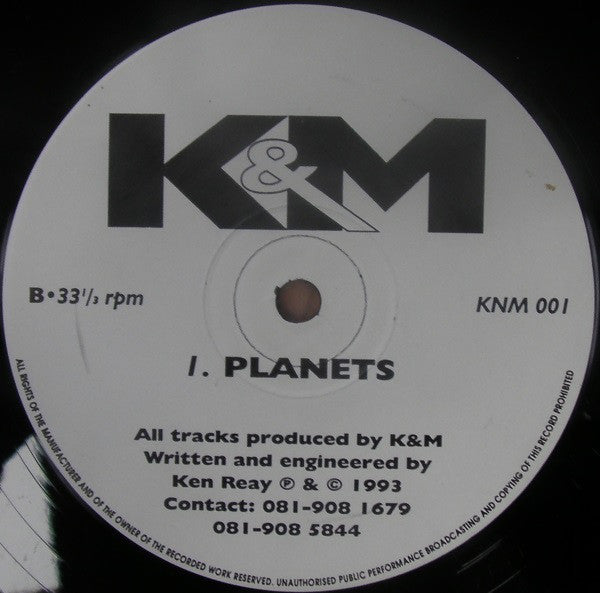 K&M
B•33⅓ rpm
KNM 001
1. PLANETS
All tracks produced by K&M
Written and engineered by
Ken Reay ℗ & © 1993
Contact: 081-908 1679
081-908 5844
ALL RIGHTS OF THE MANUFACTURER AND OF THE OWNER OF THE RECORDED WORK RESERVED. UNAUTHORISED PUBLIC PERFORMANCE BROADCASTING AND COPYING OF THIS RECORD PROHIBITED